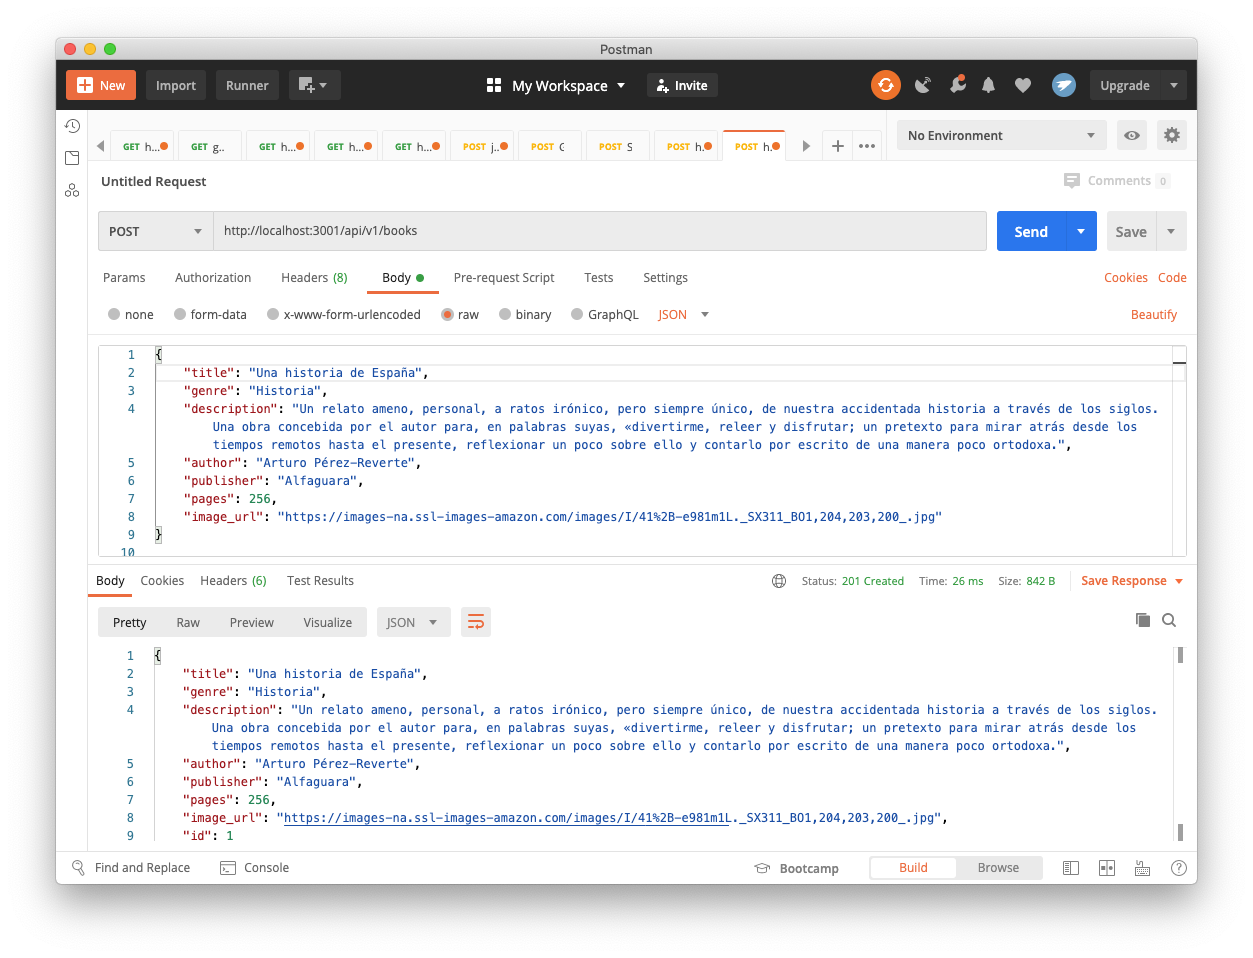 Postman
New
Import
Runner
My Workspace
Invite
Upgrade
GET h...
GET g..
GET h...
GET h...
GET h...
POST j..
POST
POST S
POST h.
POST h.
No Environment
Untitled Request
Comments 0
POST
http://localhost:3001/api/v1/books
Send
Save
Params
Authorization
Headers (8)
Body
Pre-request Script
Tests
Settings
Cookies
Code
none
form-data
x-www-form-urlencoded
raw
binary
GraphQL
JSON
Beautify
1 {
2 "title": "Una historia de España",
3 "genre": "Historia",
4 "description": "Un relato ameno, personal, a ratos irónico, pero siempre único, de nuestra accidentada historia a través de los siglos.
Una obra concebida por el autor para, en palabras suyas, «divertirme, releer y disfrutar; un pretexto para mirar atrás desde los
tiempos remotos hasta el presente, reflexionar un poco sobre ello y contarlo por escrito de una manera poco ortodoxa.",
5 "author": "Arturo Pérez-Reverte",
6 "publisher": "Alfaguara",
7 "pages": 256,
8 "image_url": "https://images-na.ssl-images-amazon.com/images/I/41%2B-e981m1L._SX311_BO1,204,203,200_.jpg"
9 }
10
Body
Cookies
Headers (6)
Test Results
Status: 201 Created
Time: 26 ms
Size: 842 B
Save Response
Pretty
Raw
Preview
Visualize
JSON
1 {
2 "title": "Una historia de España",
3 "genre": "Historia",
4 "description": "Un relato ameno, personal, a ratos irónico, pero siempre único, de nuestra accidentada historia a través de los siglos.
Una obra concebida por el autor para, en palabras suyas, «divertirme, releer y disfrutar; un pretexto para mirar atrás desde los
tiempos remotos hasta el presente, reflexionar un poco sobre ello y contarlo por escrito de una manera poco ortodoxa.",
5 "author": "Arturo Pérez-Reverte",
6 "publisher": "Alfaguara",
7 "pages": 256,
8 "image_url": "https://images-na.ssl-images-amazon.com/images/I/41%2B-e981m1L._SX311_BO1,204,203,200_.jpg",
9 "id": 1
Find and Replace
Console
Bootcamp
Build
Browse